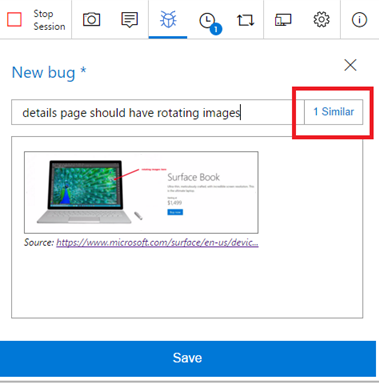 Stop
Session
1
New bug *
details page should have rotating images
1 Similar
rotating images here
Surface Book
$1,499
Buy now
Source: https://www.microsoft.com/surface/en-us/devic...
Save